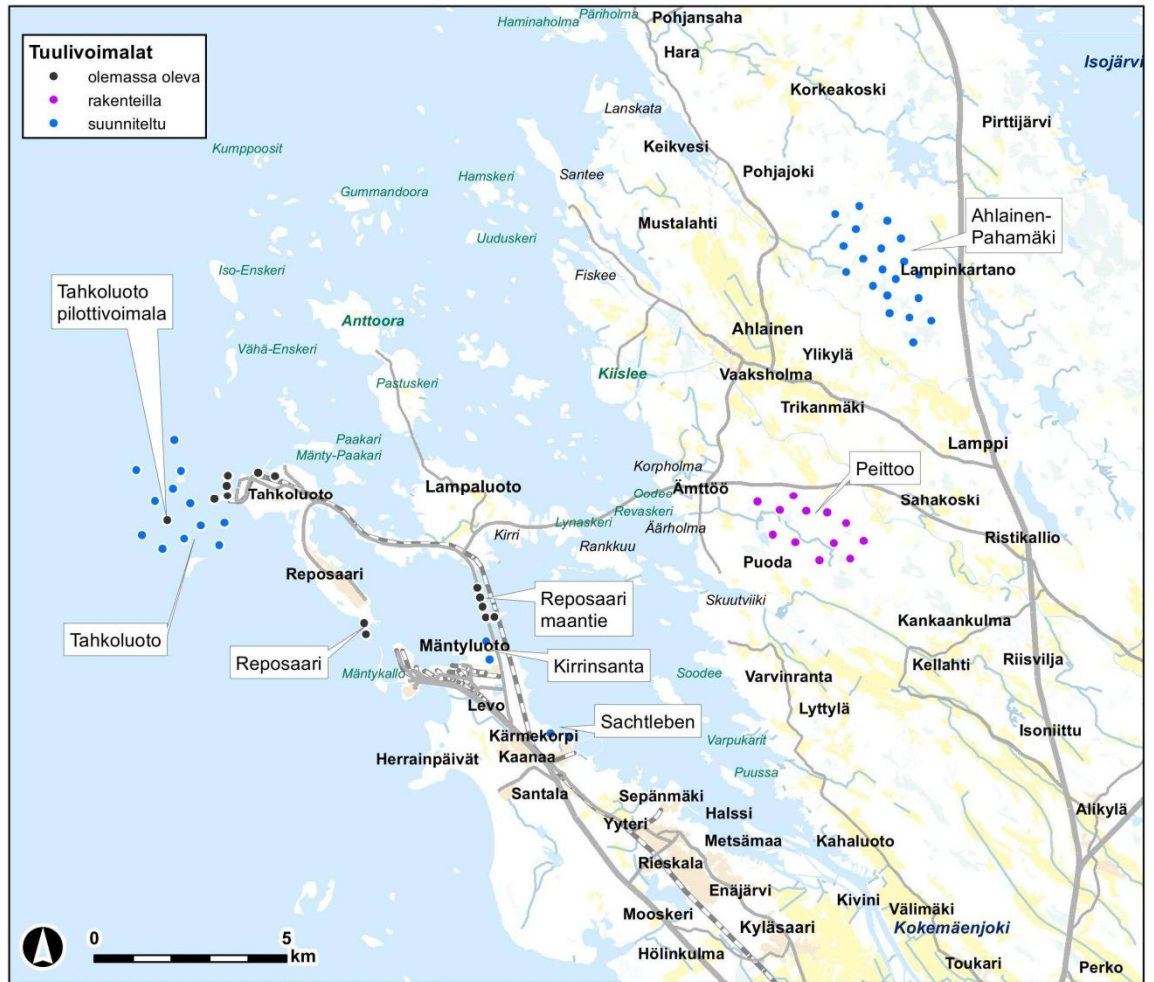 Tuulivoimalat
olemassa oleva
rakenteilla
suunniteltu
Päriholma
Haminaholma
Pohjansaha
Hara
Isojärvi
Korkeakoski
Lanskata
Pirttijärvi
Keikvesi
Kumppoosit
Santee
Pohjajoki
Hamskeri
Gummandoora
Ahlainen-
Pahamäki
Mustalahti
Uuduskeri
Iso-Enskeri
Fiskee
Lampinkartano
Tahkoluoto
pilottivoimala
Anttoora
Ahlainen
Vähä-Enskeri
Ylikylä
Kiislee
Vaaksholma
Pastuskeri
Trikanmäki
Paakari
Lamppi
Mänty-Paakari
Korpholma
Peittoo
Tahkoluoto
Lampaluoto
Ämttöö
Oodee
Sahakoski
Revaskeri
Lynaskeri
Äärholma
Kirri
Ristikallio
Rankkuu
Puoda
Reposaari
Reposaari
maantie
Skuutviiki
Kankaankulma
Tahkoluoto
Reposaari
Mäntyluoto
Kirrinsanta
Kellahti
Riisvilja
Mäntykallo
Soodee
Varvinranta
Levo
Lyttylä
Sachtleben
Isoniittu
Kärmekorpi
Varpukarit
Herrainpäivät
Kaanaa
Puussa
Santala
Sepänmäki
Halssi
Alikylä
Yyteri
Metsämaa
Kahaluoto
Rieskala
Enäjärvi
Kivini
Välimäki
Mooskeri
Kyläsaari
Kokemäenjoki
0 5
km
Hölinkulma
Toukari
Perko